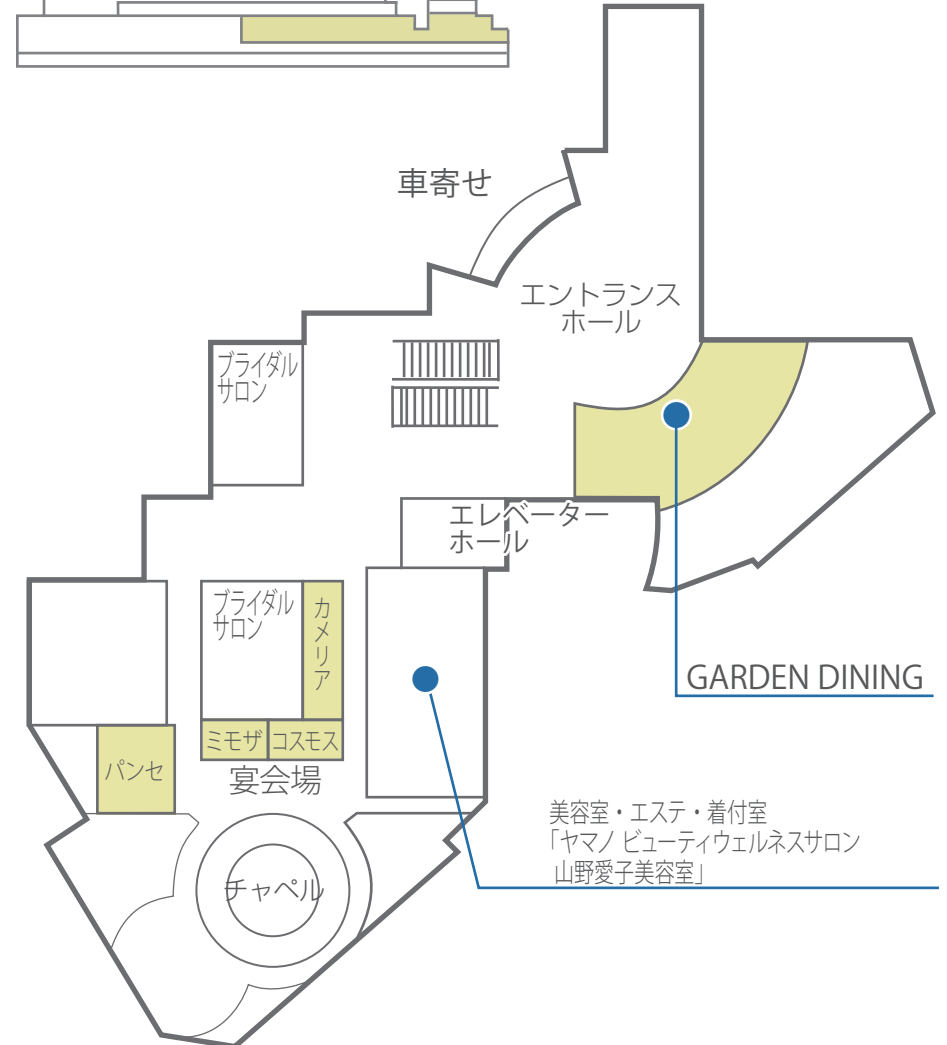 車寄せ
エントランス
ホール
ブライダル
サロン
エレベーター
ホール
ブライダル
サロン
カメリア
GARDEN DINING
ミモザ
コスモス
パンセ
宴会場
美容室・エステ・着付室
「ヤマノ ビューティウェルネスサロン
山野愛子美容室」
チャペル